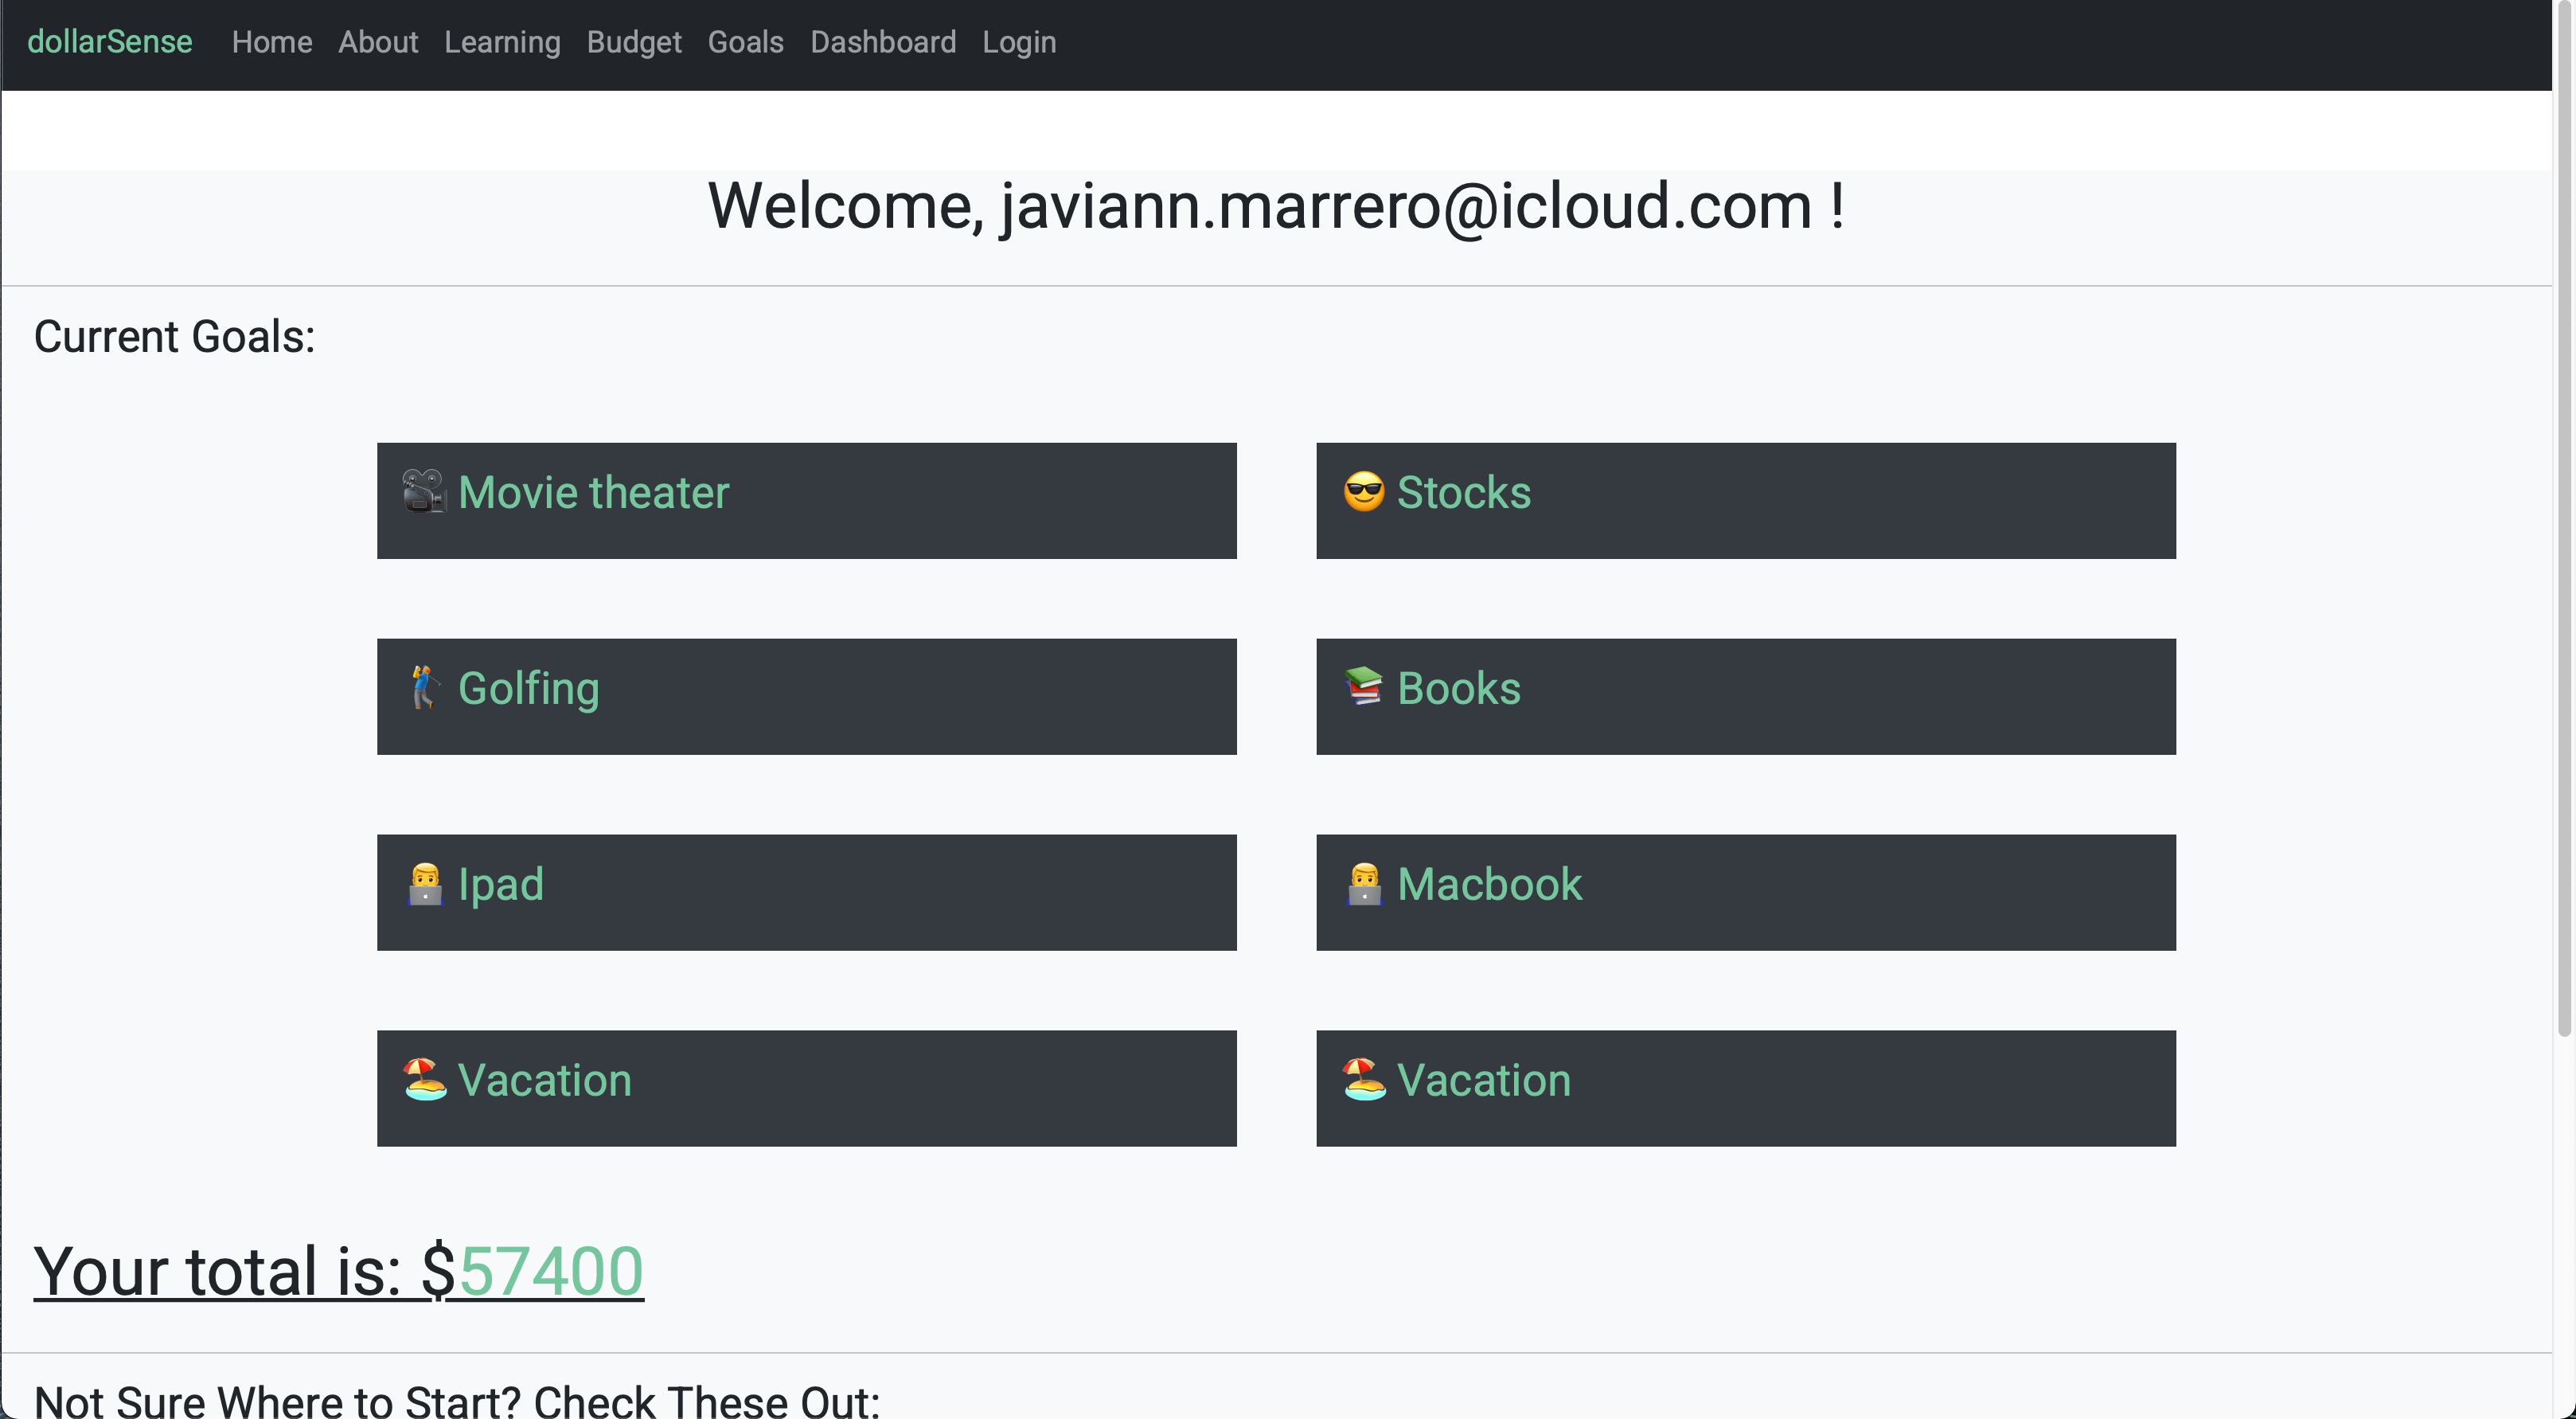 dollarSense Home About Learning Budget Goals Dashboard Login
Welcome, javiann.marrero@icloud.com !
Current Goals:
🎥 Movie theater
😎 Stocks
🏌️ Golfing
📚 Books
👨‍💻 Ipad
👨‍💻 Macbook
🏖️ Vacation
🏖️ Vacation
Your total is: $57400
Not Sure Where to Start? Check These Out: